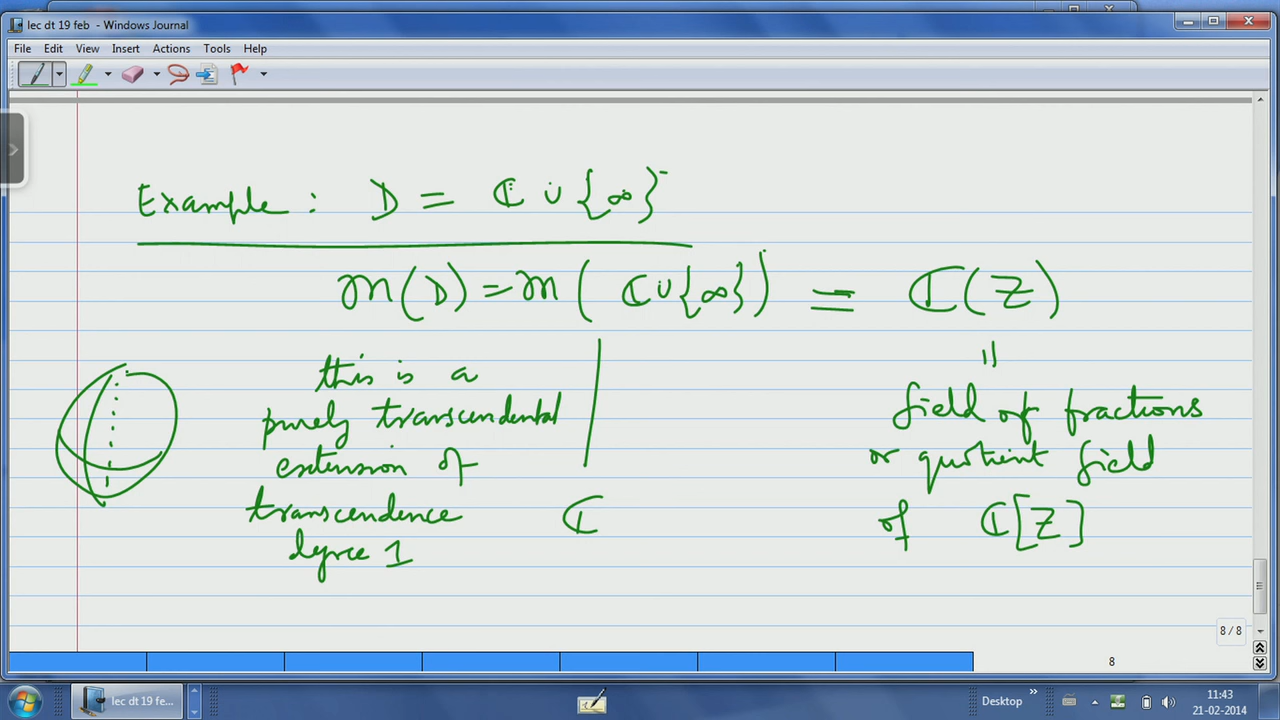 lec dt 19 feb - Windows Journal
File Edit View Insert Actions Tools Help
Example : D = ℂ ∪ {∞}
m(D) = m(ℂ ∪ {∞}) = ℂ(Z)
this is a
purely transcendental
extension of
transcendence
degree 1
ℂ
=
field of fractions
or quotient field
of ℂ[Z]
8 / 8
8
lec dt 19 fe...
Desktop »
11:43
21-02-2014